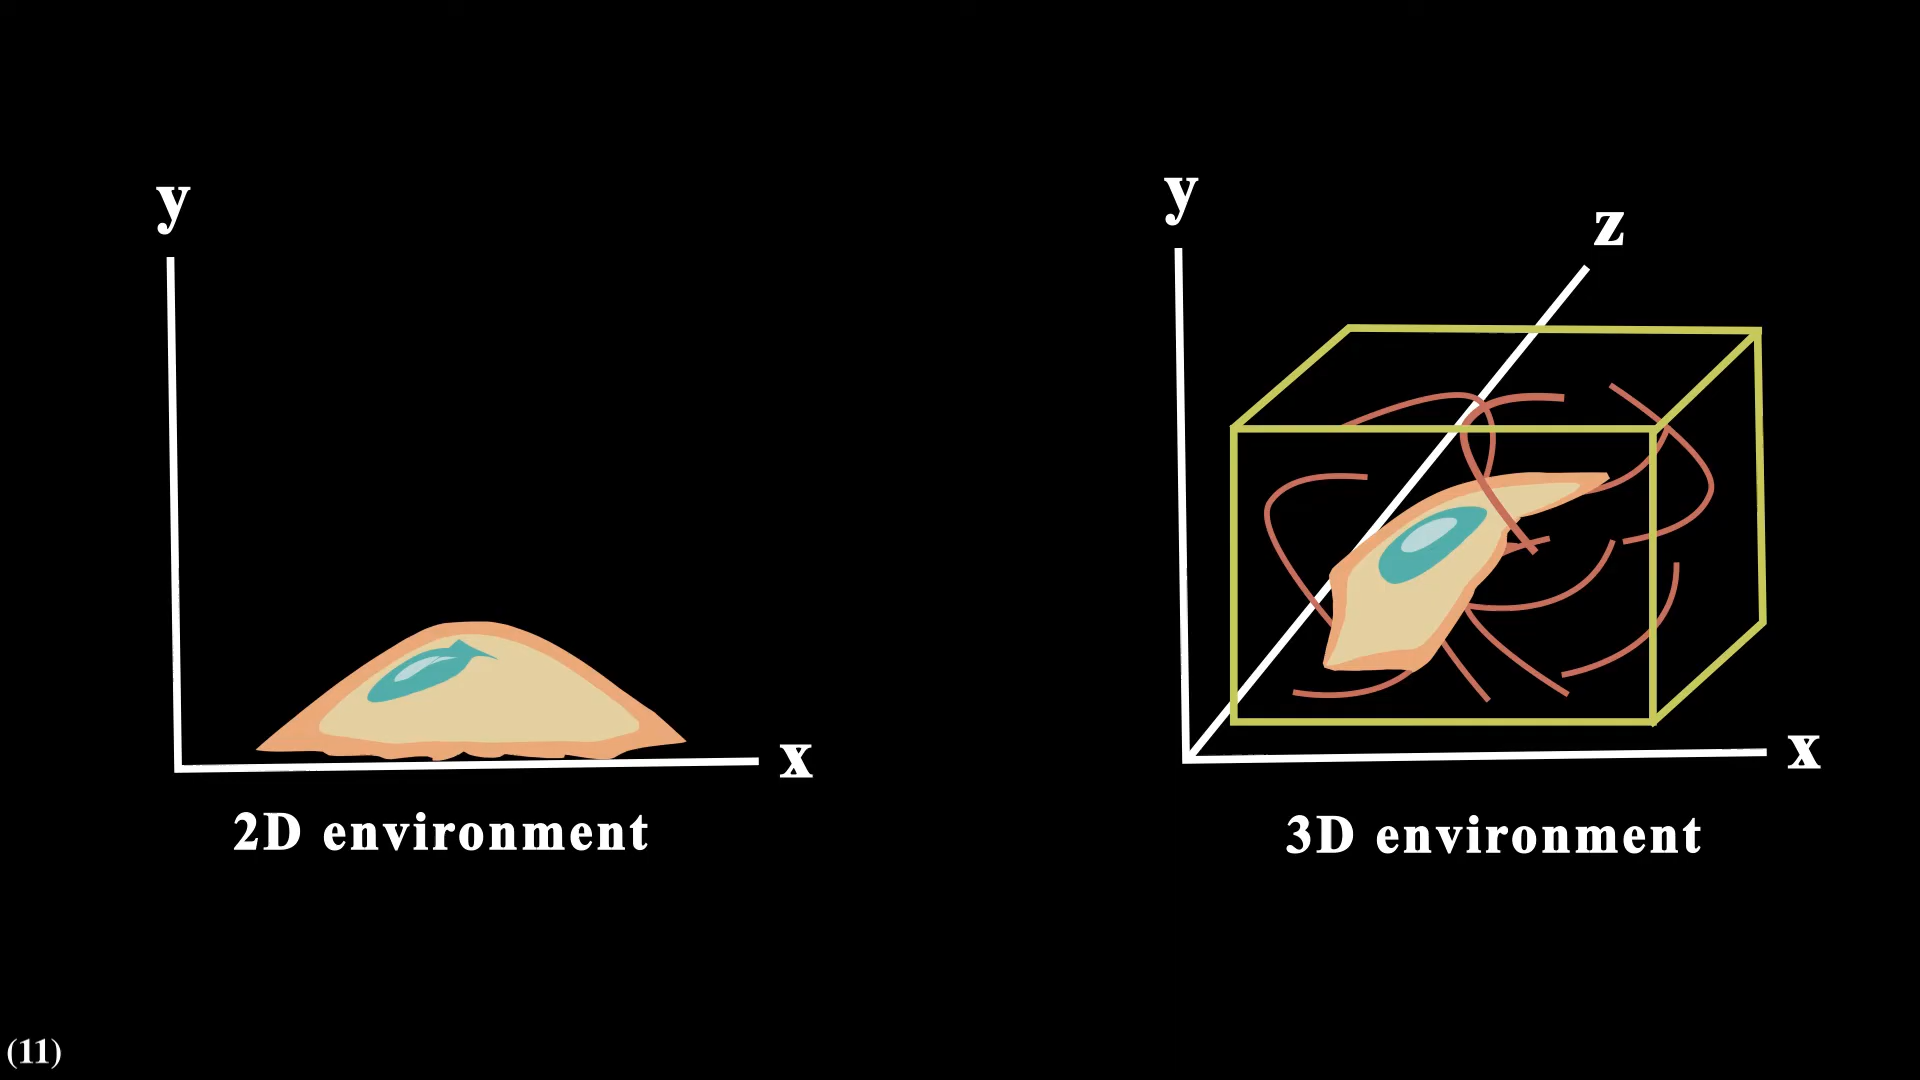 y
x
2D environment
y
z
x
3D environment
(11)